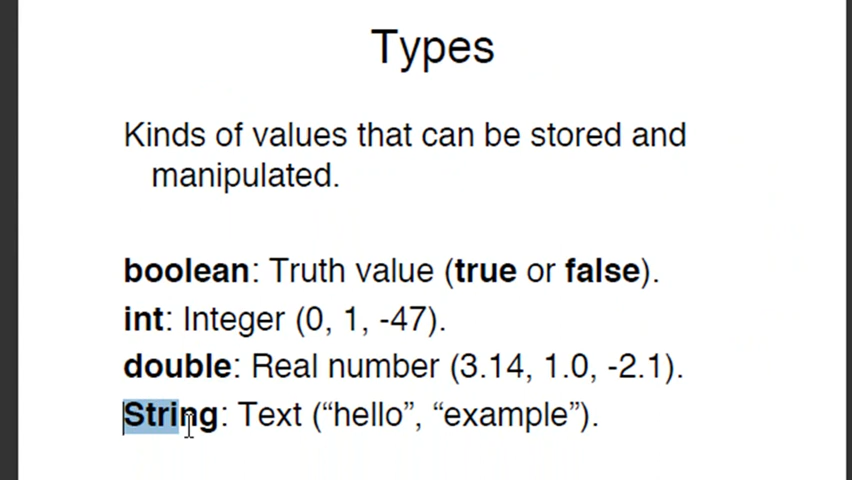 Types
Kinds of values that can be stored and
manipulated.
boolean: Truth value (true or false).
int: Integer (0, 1, -47).
double: Real number (3.14, 1.0, -2.1).
String: Text (“hello”, “example”).